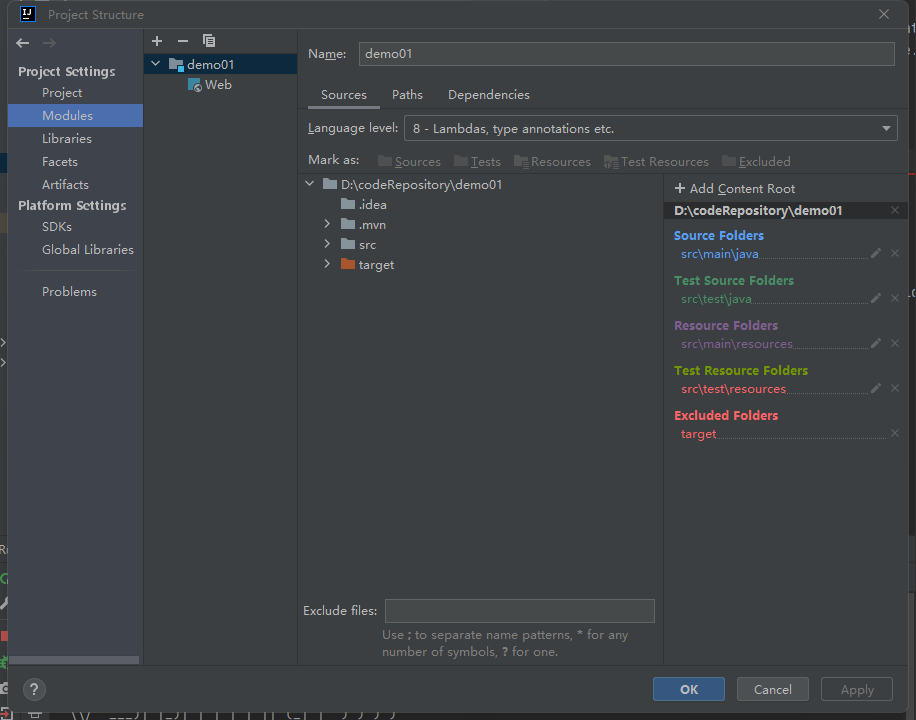 Project Structure
Project Settings
Project
Modules
Libraries
Facets
Artifacts
Platform Settings
SDKs
Global Libraries
Problems
demo01
Web
Name: demo01
Sources Paths Dependencies
Language level: 8 - Lambdas, type annotations etc.
Mark as: Sources Tests Resources Test Resources Excluded
D:\codeRepository\demo01
.idea
.mvn
src
target
+ Add Content Root
D:\codeRepository\demo01
Source Folders
src\main\java
Test Source Folders
src\test\java
Resource Folders
src\main\resources
Test Resource Folders
src\test\resources
Excluded Folders
target
Exclude files:
Use ; to separate name patterns, * for any
number of symbols, ? for one.
? OK Cancel Apply